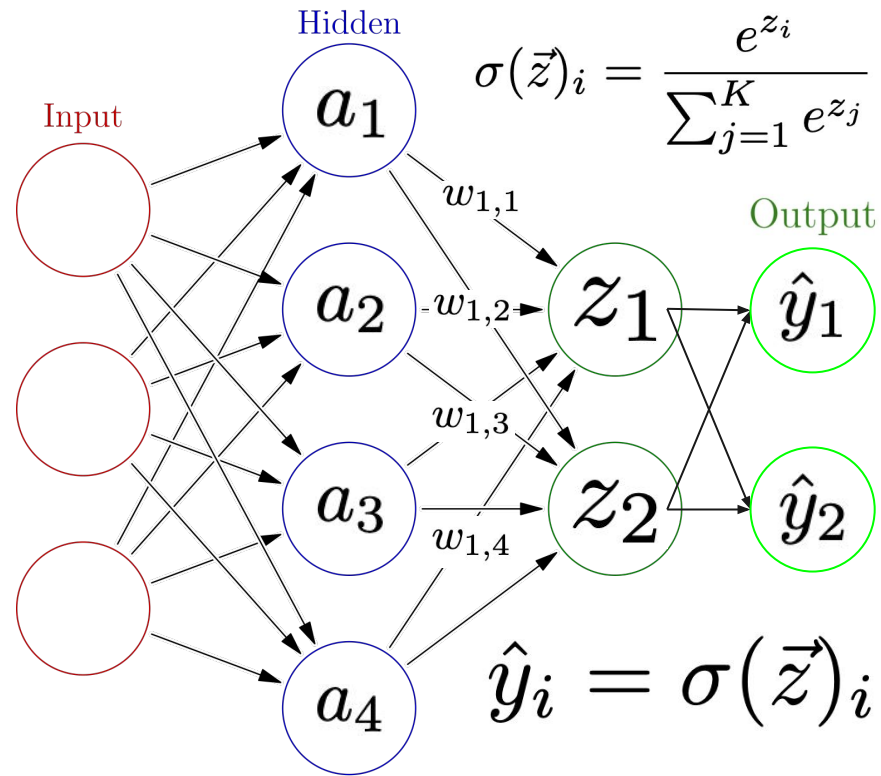 Hidden
σ(z⃗)ᵢ = e^{zᵢ} / ∑_{j=1}^{K} e^{zⱼ}
Input
a₁
w₁,₁
Output
a₂
w₁,₂
z₁
ŷ₁
w₁,₃
a₃
z₂
ŷ₂
w₁,₄
a₄
ŷᵢ = σ(z⃗)ᵢ